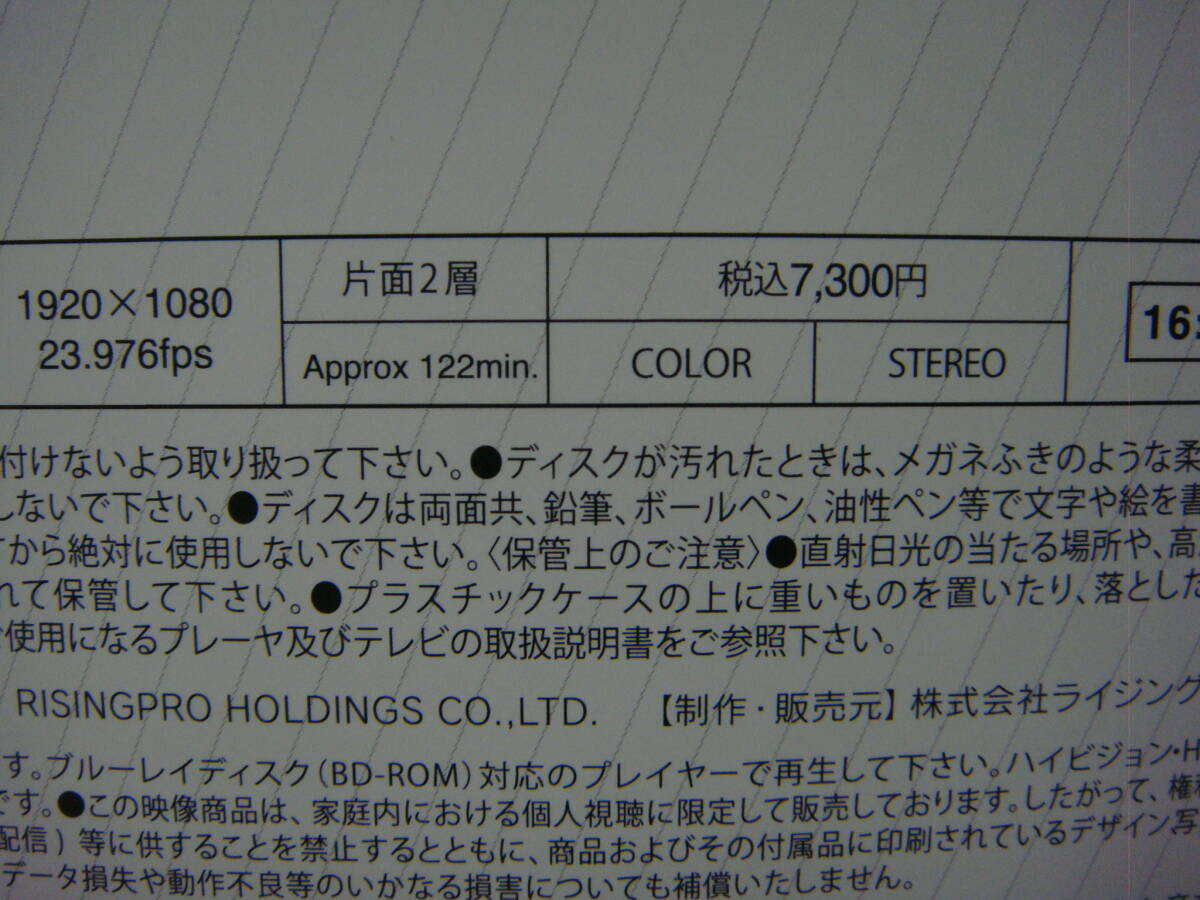 1920×1080
23.976fps
片面2層
Approx 122min.
税込7,300円
COLOR
STEREO
16:
付けないよう取り扱って下さい。●ディスクが汚れたときは、メガネふきのような柔
しないで下さい。●ディスクは両面共、鉛筆、ボールペン、油性ペン等で文字や絵を書
から絶対に使用しないで下さい。〈保管上のご注意〉●直射日光の当たる場所や、高
れて保管して下さい。●プラスチックケースの上に重いものを置いたり、落とした
ご使用になるプレーヤ及びテレビの取扱説明書をご参照下さい。
RISINGPRO HOLDINGS CO.,LTD. 【制作・販売元】株式会社ライジング
す。ブルーレイディスク(BD-ROM)対応のプレイヤーで再生して下さい。ハイビジョン・H
です。●この映像商品は、家庭内における個人視聴に限定して販売しております。したがって、権利
配信)等に供することを禁止するとともに、商品およびその付属品に印刷されているデザイン、写
データ損失や動作不良等のいかなる損害についても補償いたしません。